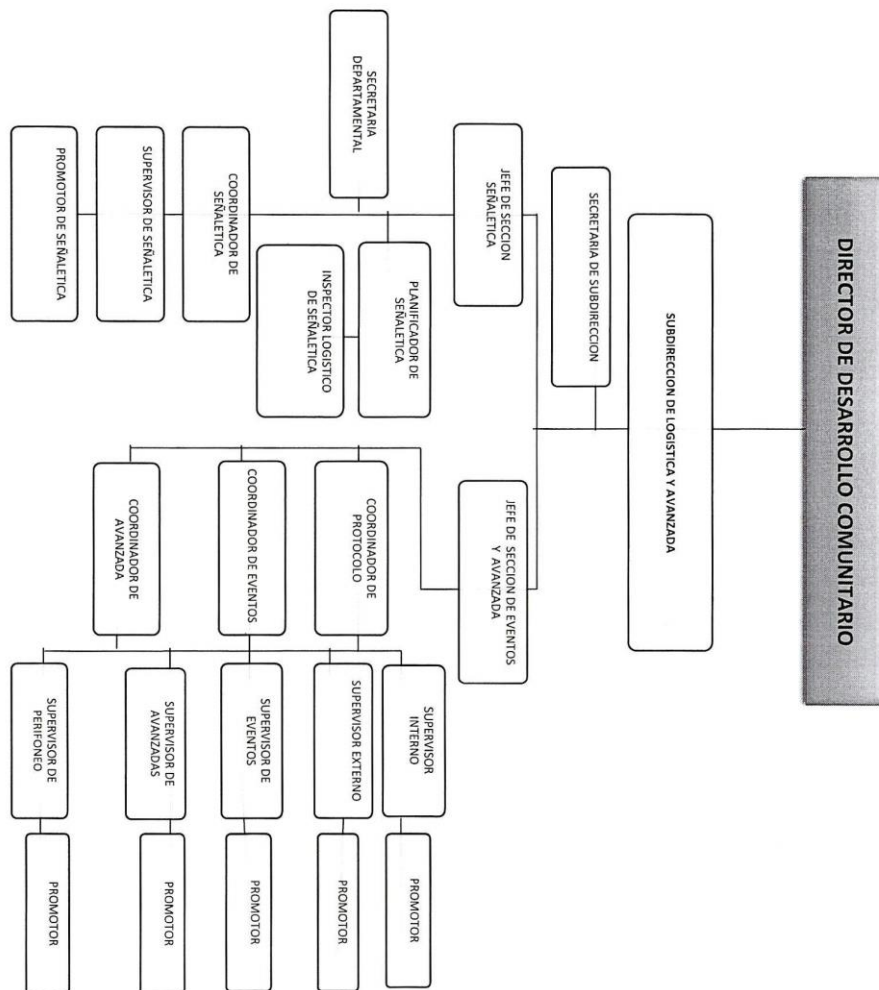 DIRECTOR DE DESARROLLO COMUNITARIO
SUBDIRECCION DE LOGISTICA Y AVANZADA
SECRETARIA DE SUBDIRECCION
JEFE DE SECCION
SEÑALETICA
SECRETARIA
DEPARTAMENTAL
PLANIFICADOR DE
SEÑALETICA
INSPECTOR LOGISTICO
DE SEÑALETICA
COORDINADOR DE
SEÑALETICA
SUPERVISOR DE SEÑALETICA
PROMOTOR DE SEÑALETICA
JEFE DE SECCION DE EVENTOS
Y AVANZADA
COORDINADOR DE
PROTOCOLO
COORDINADOR DE EVENTOS
COORDINADOR DE
AVANZADA
SUPERVISOR
INTERNO
PROMOTOR
SUPERVISOR EXTERNO
PROMOTOR
SUPERVISOR DE
EVENTOS
PROMOTOR
SUPERVISOR DE
AVANZADAS
PROMOTOR
SUPERVISOR DE
PERIFONEO
PROMOTOR